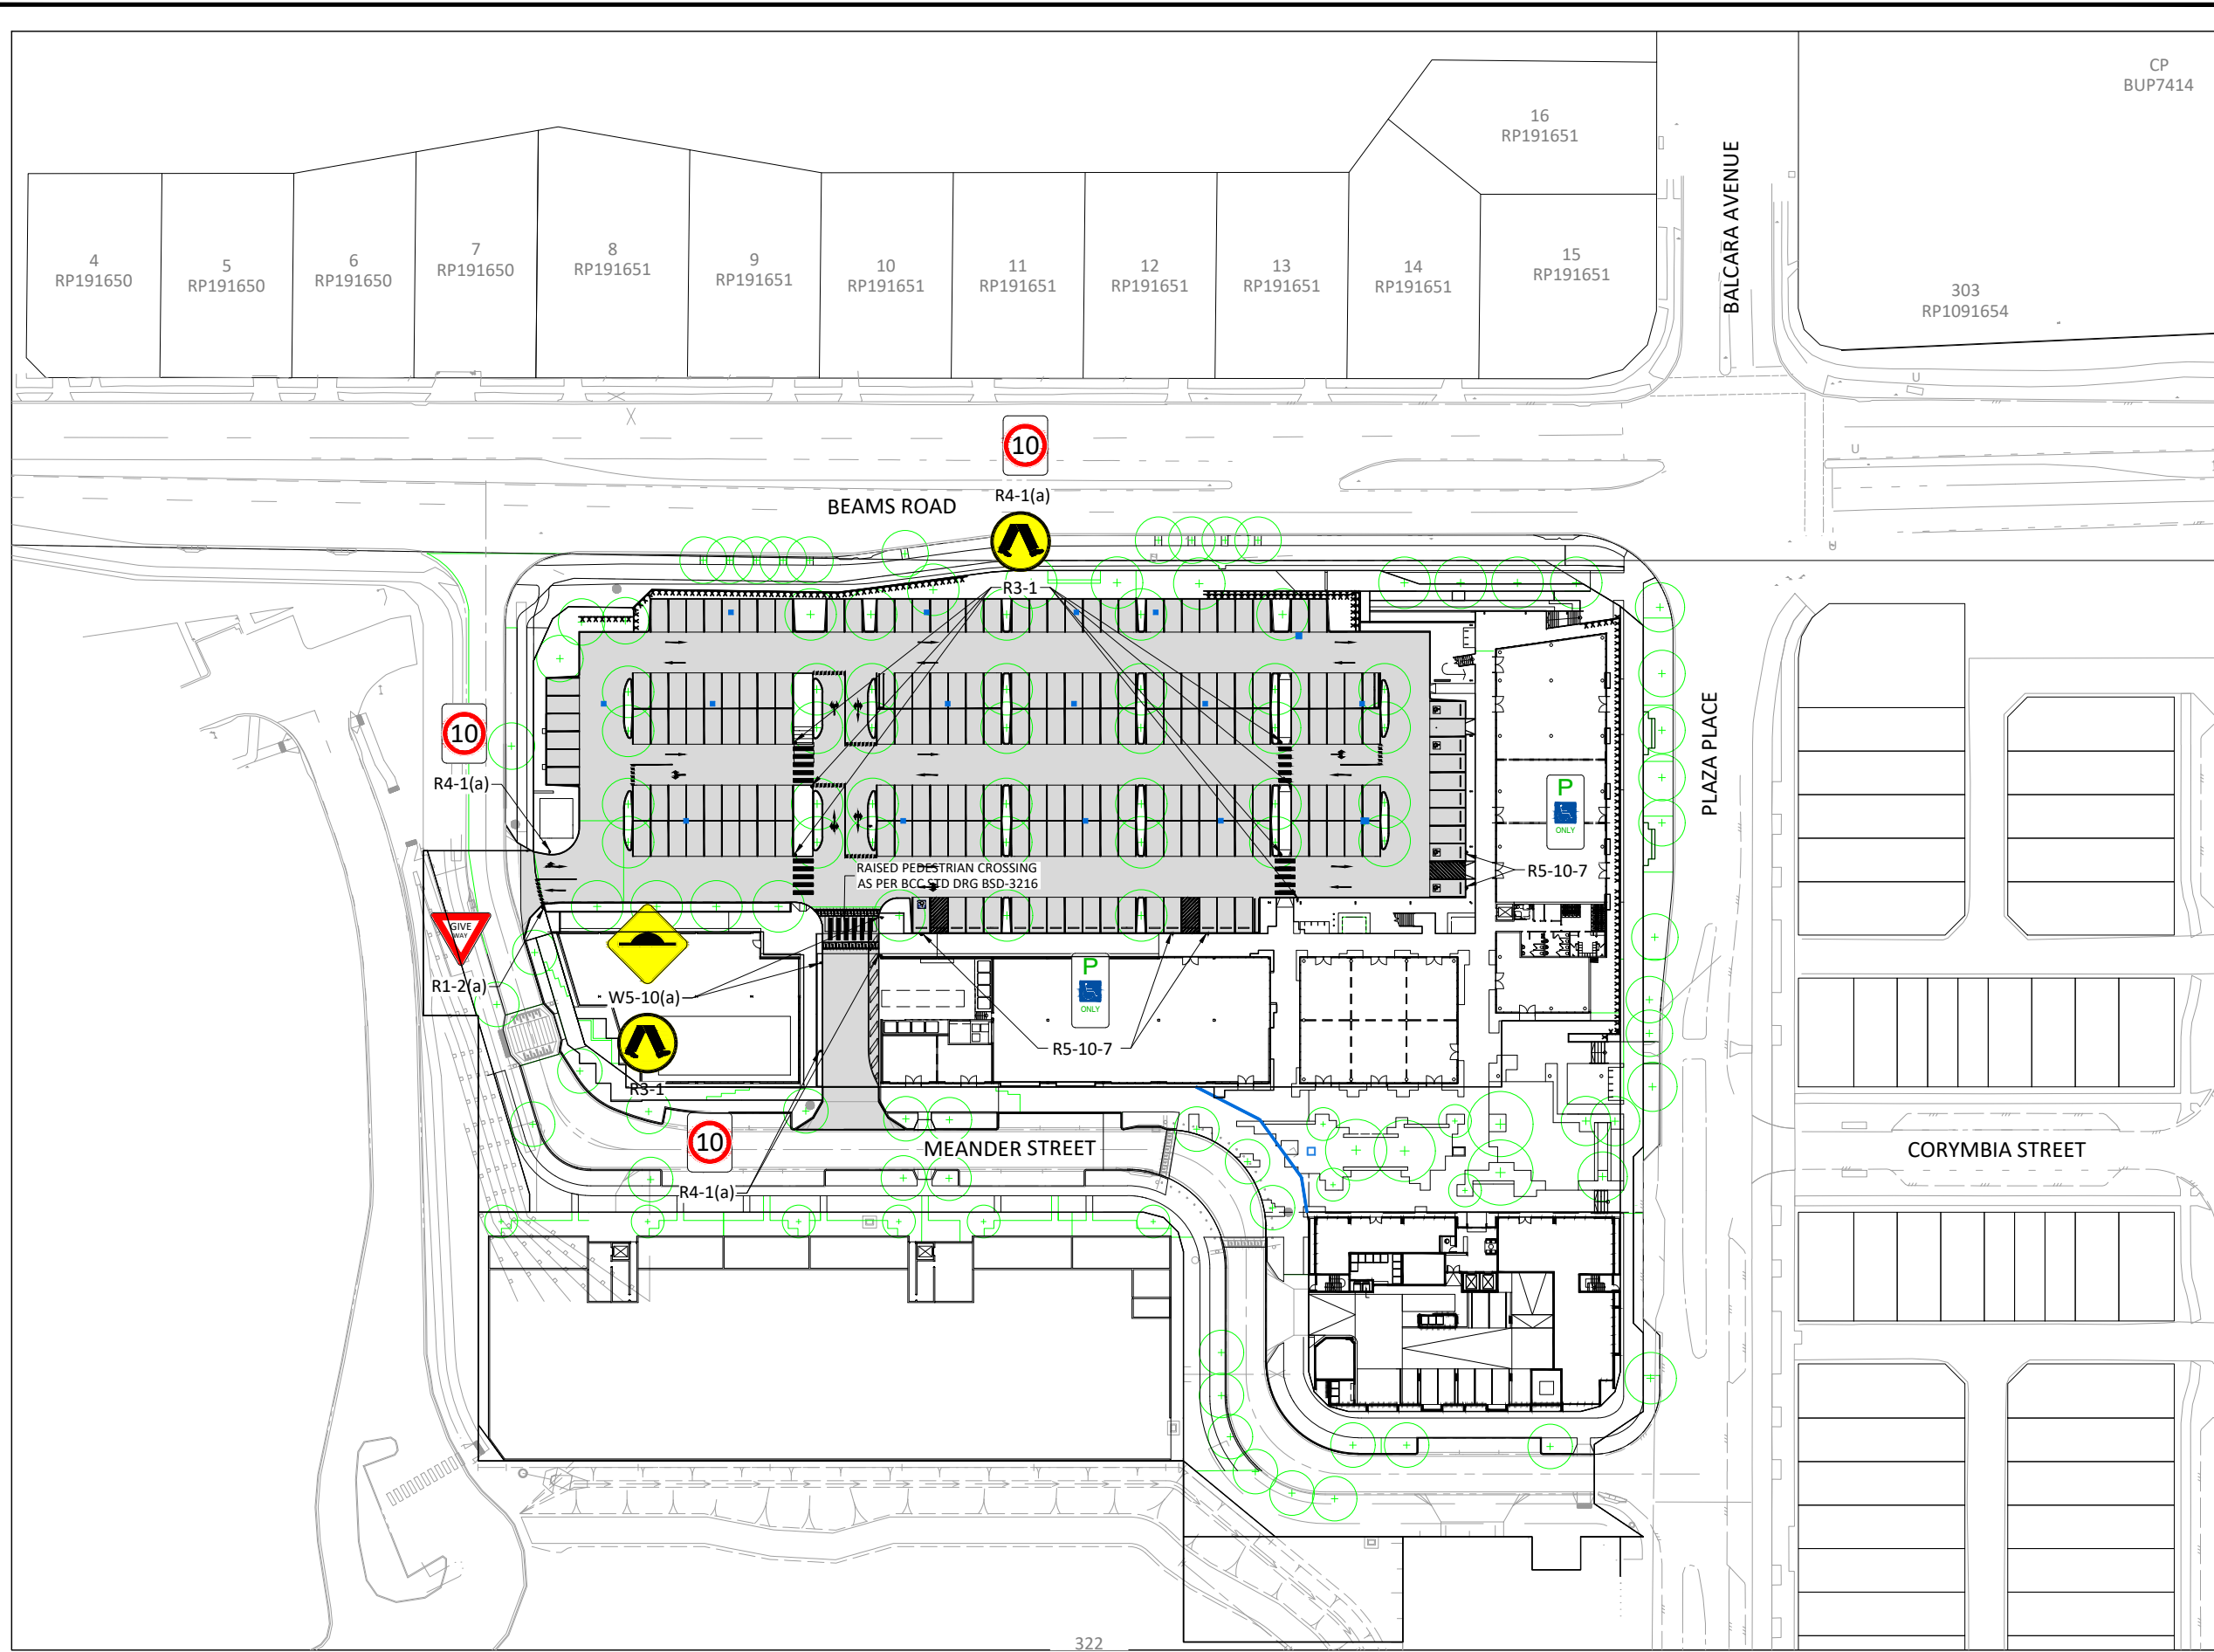 CP
BUP7414
16
RP191651
BALCARA AVENUE
4
RP191650
5
RP191650
6
RP191650
7
RP191650
8
RP191651
9
RP191651
10
RP191651
11
RP191651
12
RP191651
13
RP191651
14
RP191651
15
RP191651
303
RP1091654
U
U
10
R4-1(a)
BEAMS ROAD
R3-1
10
R4-1(a)
PLAZA PLACE
P
ONLY
R5-10-7
RAISED PEDESTRIAN CROSSING
AS PER BCC STD DRG BSD-3216
GIVE
WAY
R1-2(a)
W5-10(a)
P
ONLY
R5-10-7
R3-1
10
R4-1(a)
MEANDER STREET
CORYMBIA STREET
322